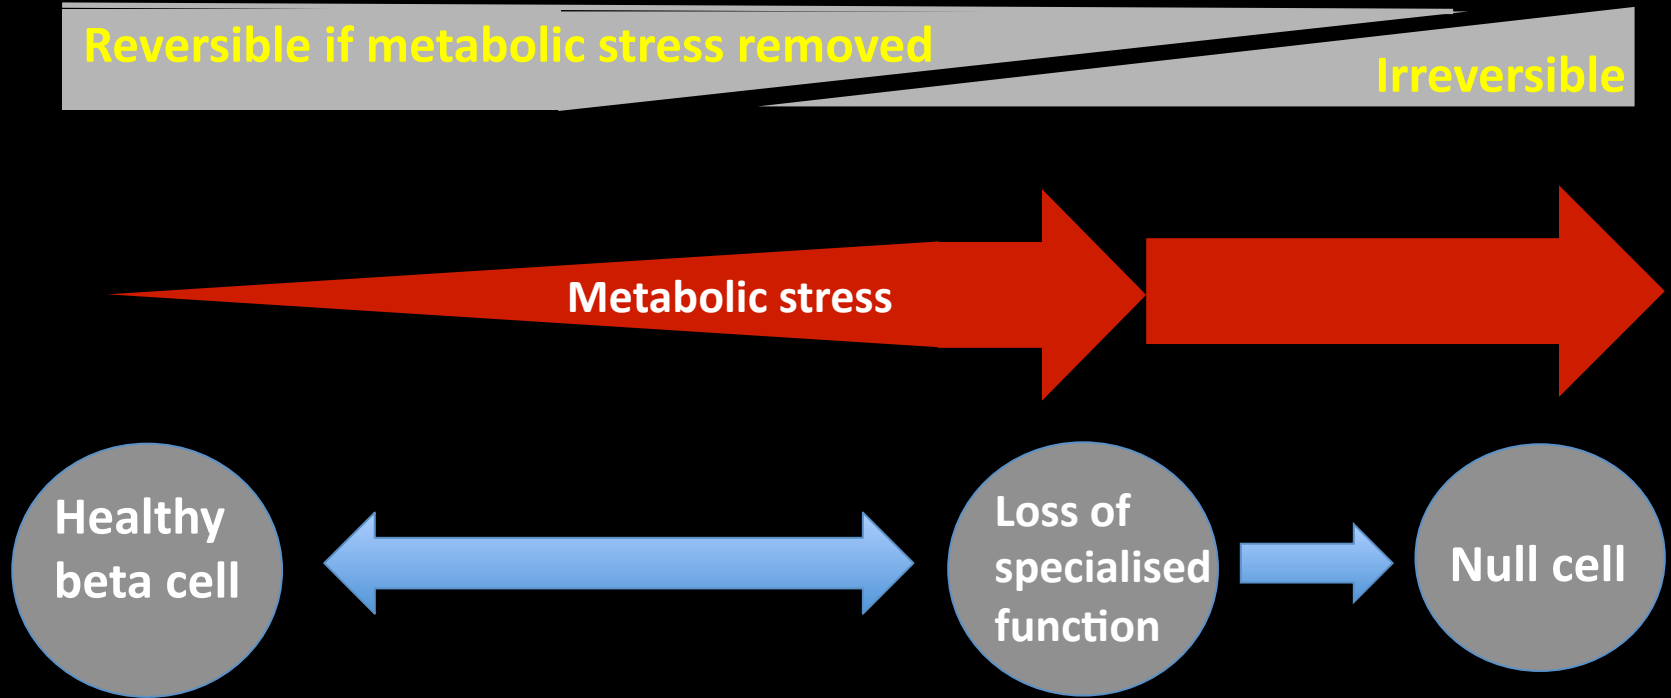 Reversible if metabolic stress removed
Irreversible
Metabolic stress
Healthy
beta cell
Loss of
specialised
function
Null cell